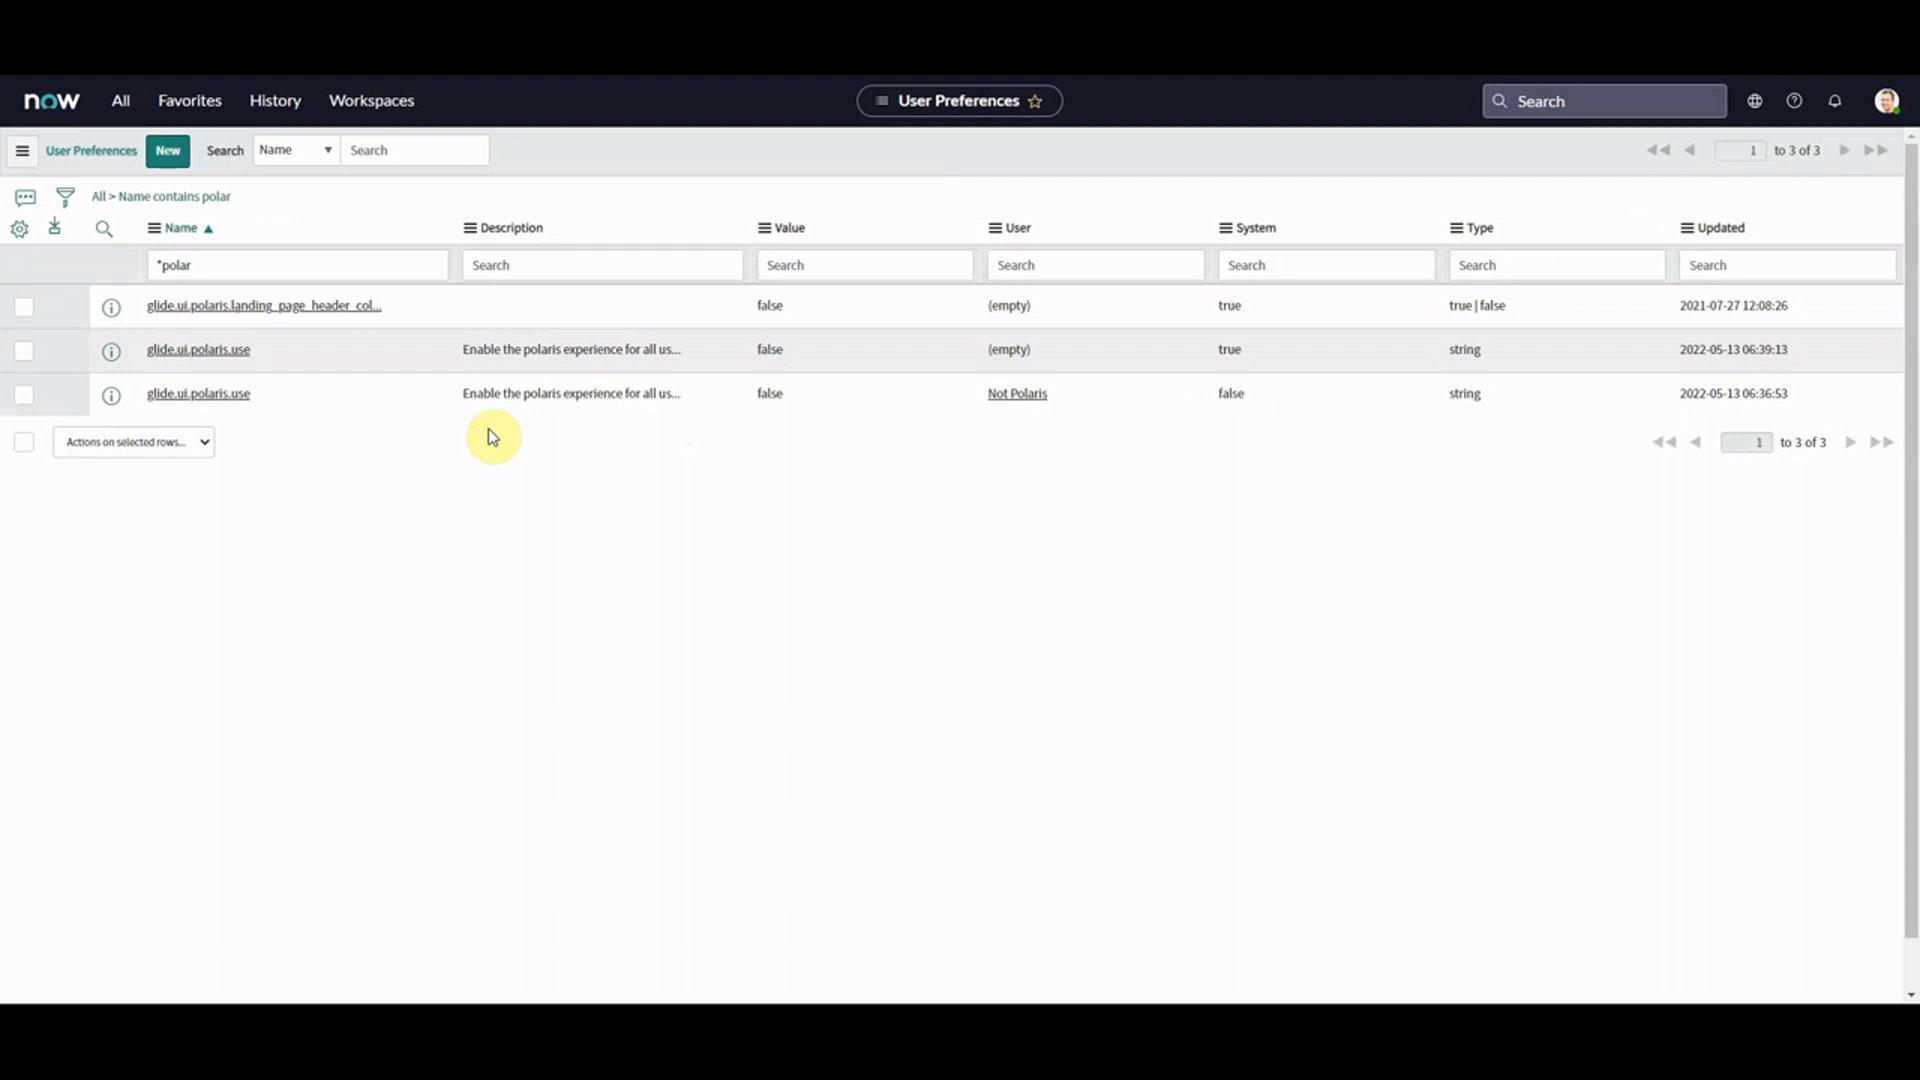 now All Favorites History Workspaces User Preferences Search
User Preferences New Search Name Search 1 to 3 of 3
All > Name contains polar
Name Description Value User System Type Updated
*polar Search Search Search Search Search Search
glide.ui.polaris.landing_page_header_col... false (empty) true true | false 2021-07-27 12:08:26
glide.ui.polaris.use Enable the polaris experience for all us... false (empty) true string 2022-05-13 06:39:13
glide.ui.polaris.use Enable the polaris experience for all us... false Not Polaris false string 2022-05-13 06:36:53
Actions on selected rows... 1 to 3 of 3